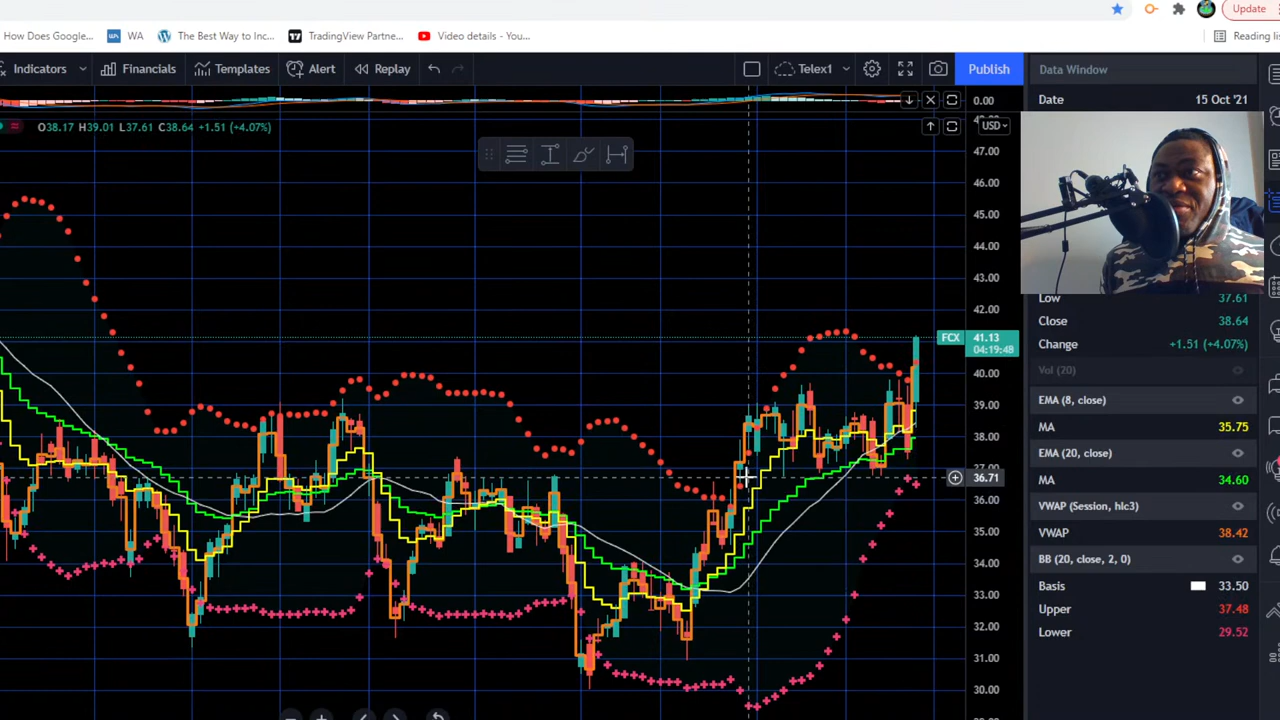 Update
How Does Google... WA The Best Way to Inc... TradingView Partne... Video details - You...
Reading lis
Indicators Financials Templates Alert Replay Telex1 Publish Data Window
0.00
Date 15 Oct '21
O38.17 H39.01 L37.61 C38.64 +1.51 (+4.07%)
USD
47.00
46.00
45.00
44.00
43.00
42.00
FCX 41.13
04:19:48
40.00
39.00
38.00
37.00
36.71
36.00
35.00
34.00
33.00
32.00
31.00
30.00
Low 37.61
Close 38.64
Change +1.51 (+4.07%)
Vol (20)
EMA (8, close)
MA 35.75
EMA (20, close)
MA 34.60
VWAP (Session, hlc3)
VWAP 38.42
BB (20, close, 2, 0)
Basis 33.50
Upper 37.48
Lower 29.52